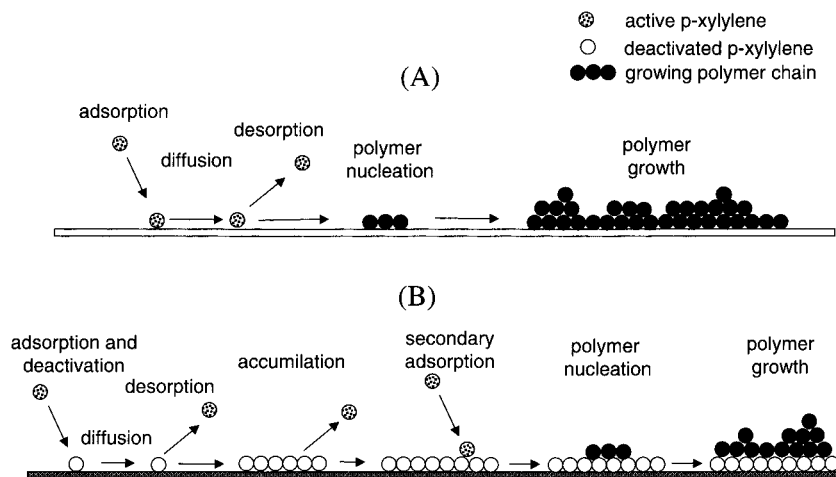 active p-xylylene
deactivated p-xylylene
growing polymer chain
(A)
adsorption
diffusion
desorption
polymer
nucleation
polymer
growth
(B)
adsorption and
deactivation
diffusion
desorption
accumilation
secondary
adsorption
polymer
nucleation
polymer
growth